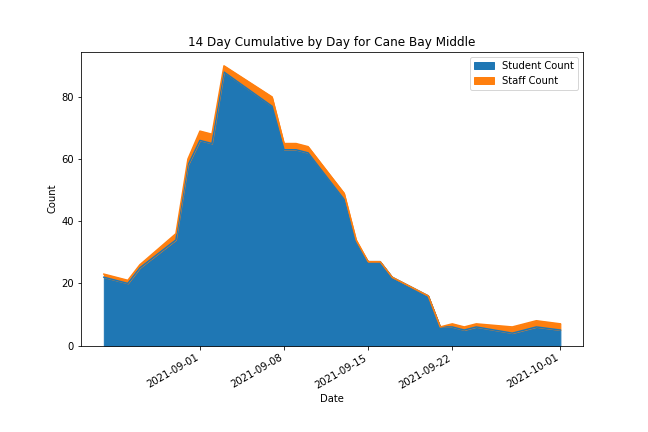 14 Day Cumulative by Day for Cane Bay Middle
Student Count
Staff Count
Count
80
60
40
20
0
2021-09-01
2021-09-08
2021-09-15
2021-09-22
2021-10-01
Date